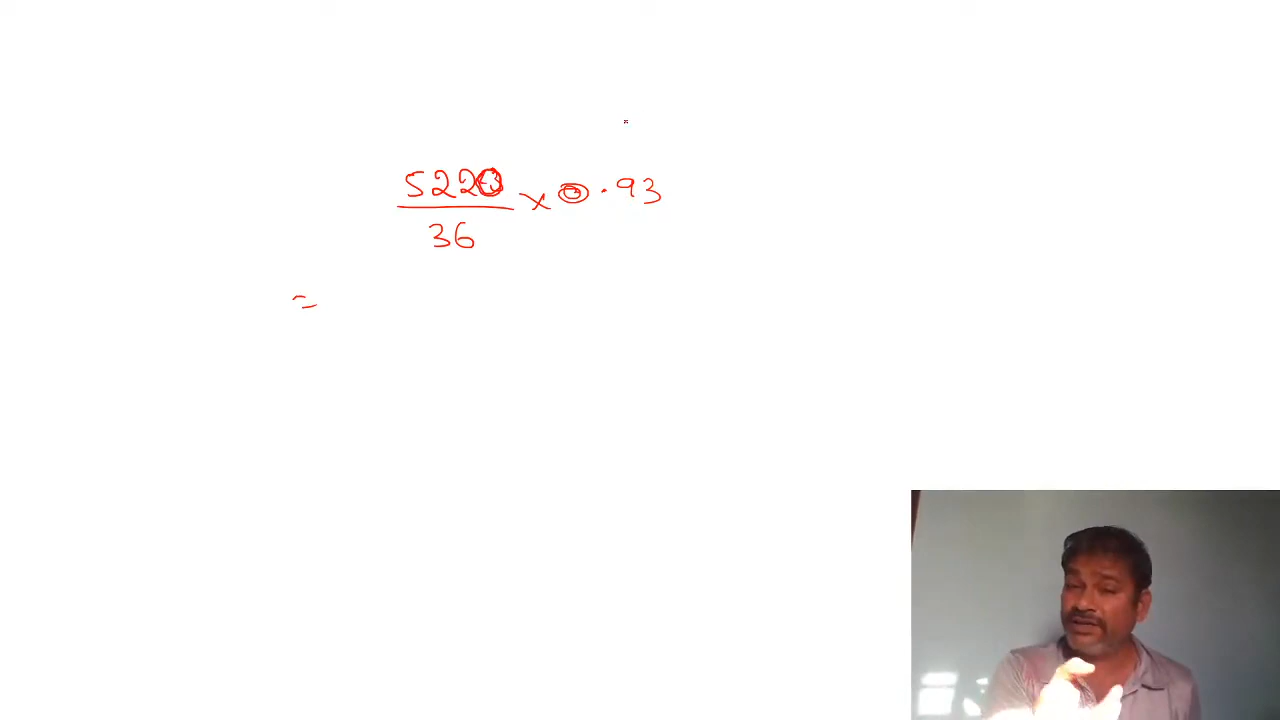 5220 × 0.93
36
=